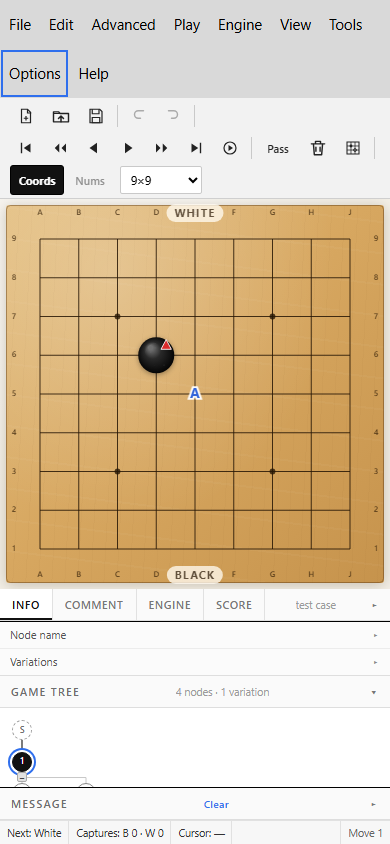 File Edit Advanced Play Engine View Tools
Options Help
Pass
Coords Nums 9×9
WHITE
A B C D E F G H J
9 9
8 8
7 7
6 6
A
5 5
4 4
3 3
2 2
1 1
A B C D E F G H J
BLACK
INFO COMMENT ENGINE SCORE test case
Node name
Variations
GAME TREE 4 nodes · 1 variation
S
1
MESSAGE Clear
Next: White Captures: B 0 · W 0 Cursor: — Move 1